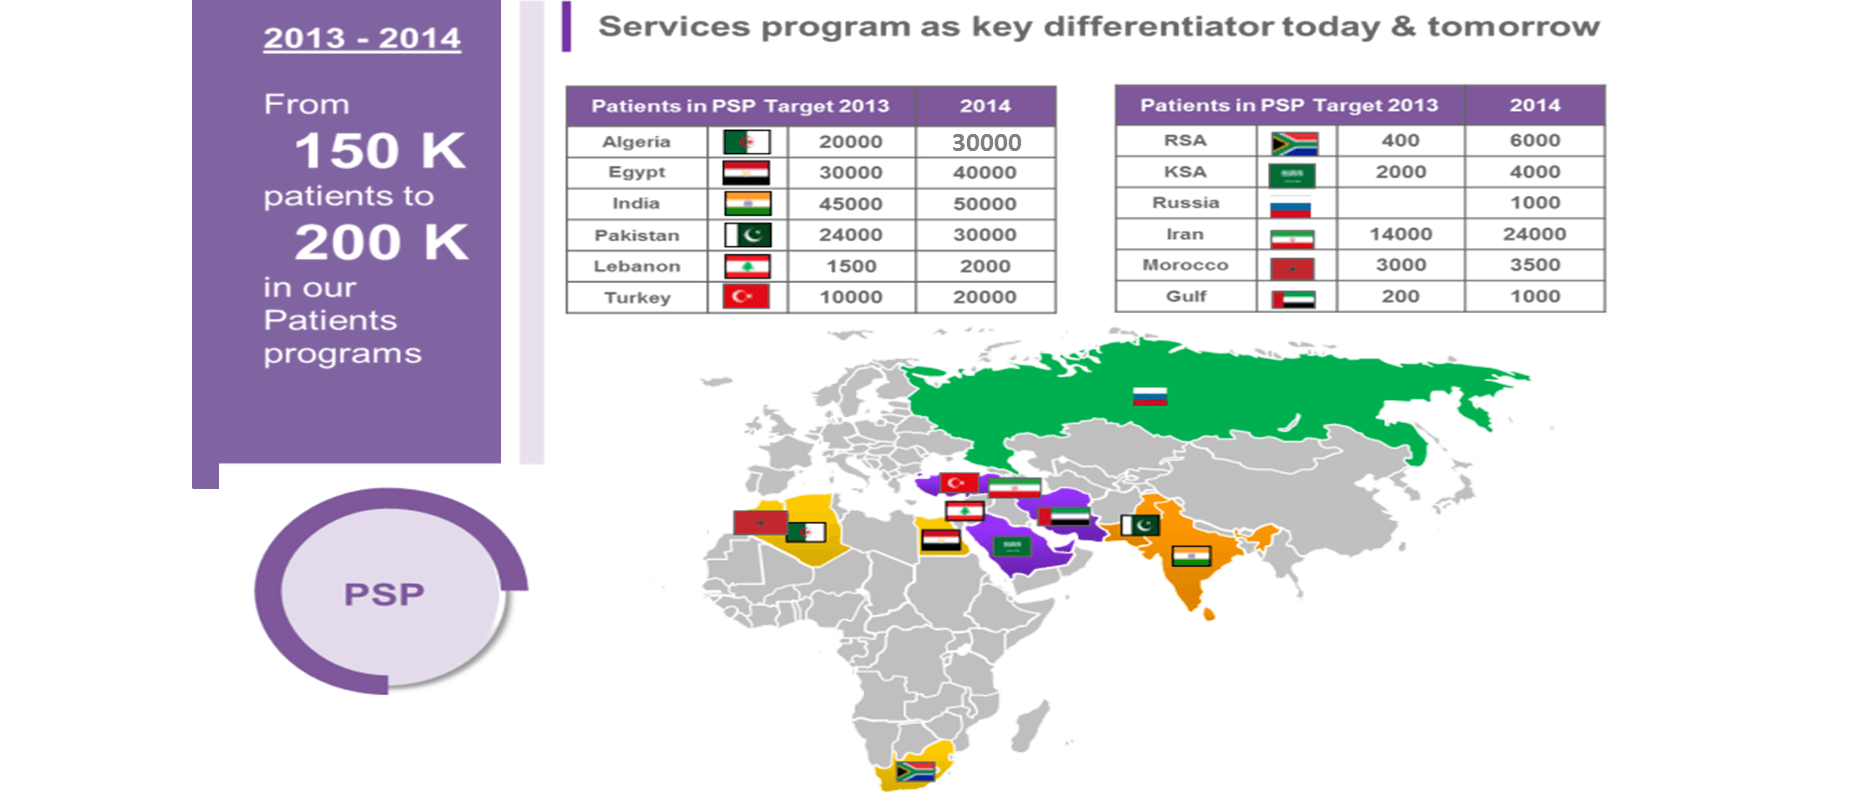 2013 - 2014
From
150 K
patients to
200 K
in our
Patients
programs
PSP
Services program as key differentiator today & tomorrow
Patients in PSP Target 2013 2014
Algeria 20000 30000
Egypt 30000 40000
India 45000 50000
Pakistan 24000 30000
Lebanon 1500 2000
Turkey 10000 20000
Patients in PSP Target 2013 2014
RSA 400 6000
KSA 2000 4000
Russia 1000
Iran 14000 24000
Morocco 3000 3500
Gulf 200 1000